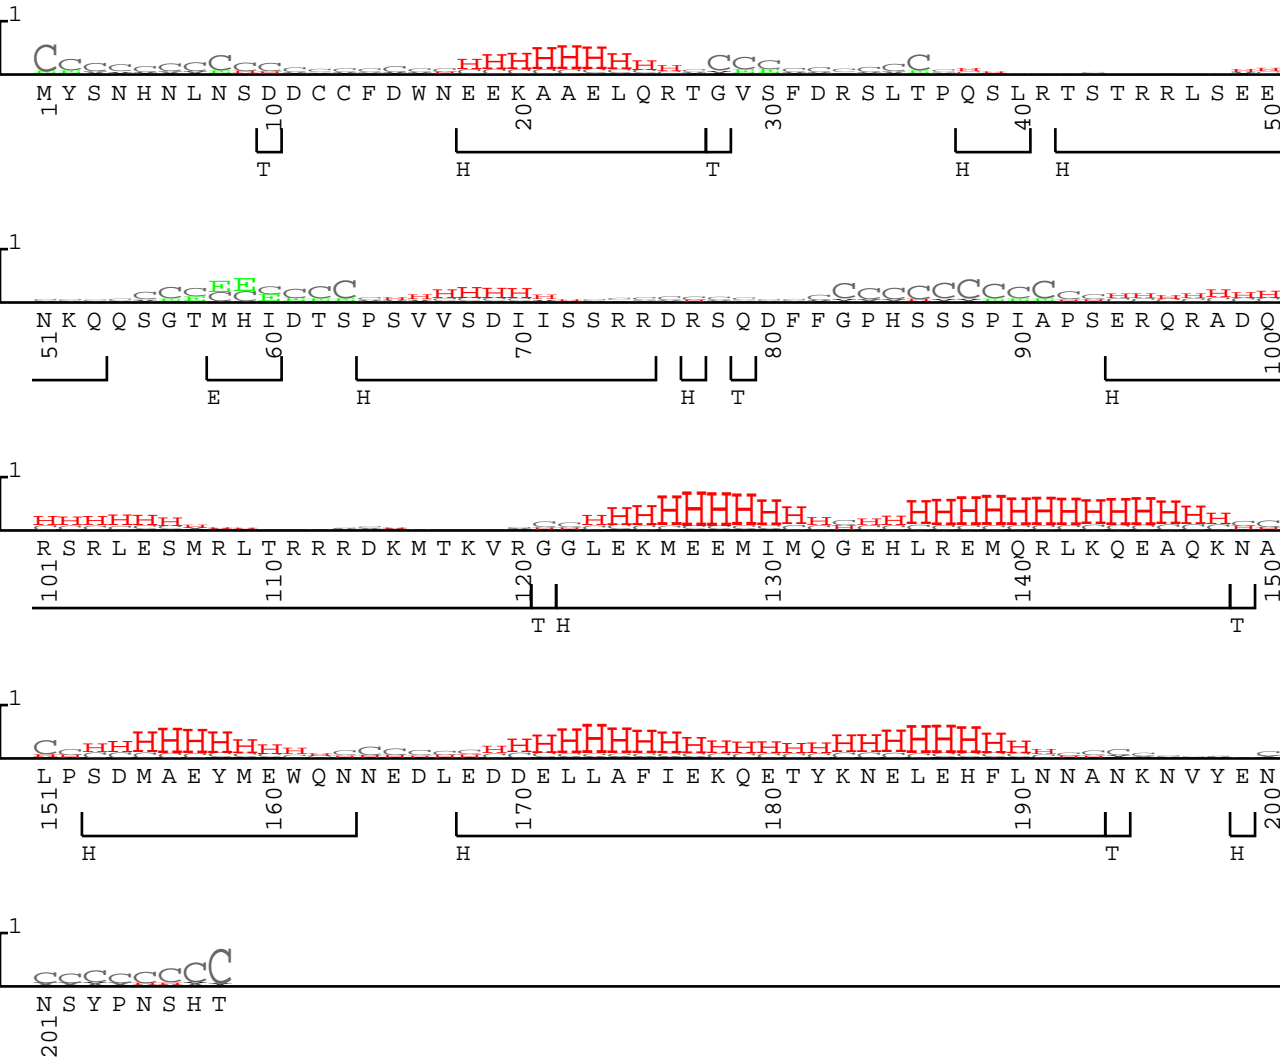 1
M Y S N H N L N S D D C C F D W N E E K A A E L Q R T G V S F D R S L T P Q S L R T S T R R L S E E
1 10 20 30 40 50
T H T H H
1
N K Q Q S G T M H I D T S P S V V S D I I S S R R D R S Q D F F G P H S S S P I A P S E R Q R A D Q
51 60 70 80 90 100
E H H T H
1
R S R L E S M R L T R R R D K M T K V R G G L E K M E E M I M Q G E H L R E M Q R L K Q E A Q K N A
101 110 120 130 140 150
T H T
1
L P S D M A E Y M E W Q N N E D L E D D E L L A F I E K Q E T Y K N E L E H F L N N A N K N V Y E N
151 160 170 180 190 200
H H T H
1
C C C C C C C C
N S Y P N S H T
201